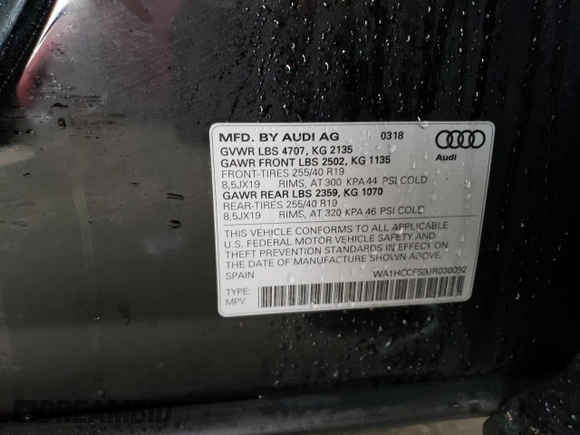 MFD. BY AUDI AG 0318
GVWR LBS 4707, KG 2135
GAWR FRONT LBS 2502, KG 1135
FRONT-TIRES 255/40 R19
8,5JX19 RIMS, AT 300 KPA 44 PSI COLD
GAWR REAR LBS 2359, KG 1070
REAR-TIRES 255/40 R19
8,5JX19 RIMS, AT 320 KPA 46 PSI COLD
Audi
THIS VEHICLE CONFORMS TO ALL APPLICABLE
U.S. FEDERAL MOTOR VEHICLE SAFETY AND
THEFT PREVENTION STANDARDS IN EFFECT ON
THE DATE OF MANUFACTURE SHOWN ABOVE.
SPAIN WA1HCCFS9JR030092
TYPE:
MPV
DREAMBID